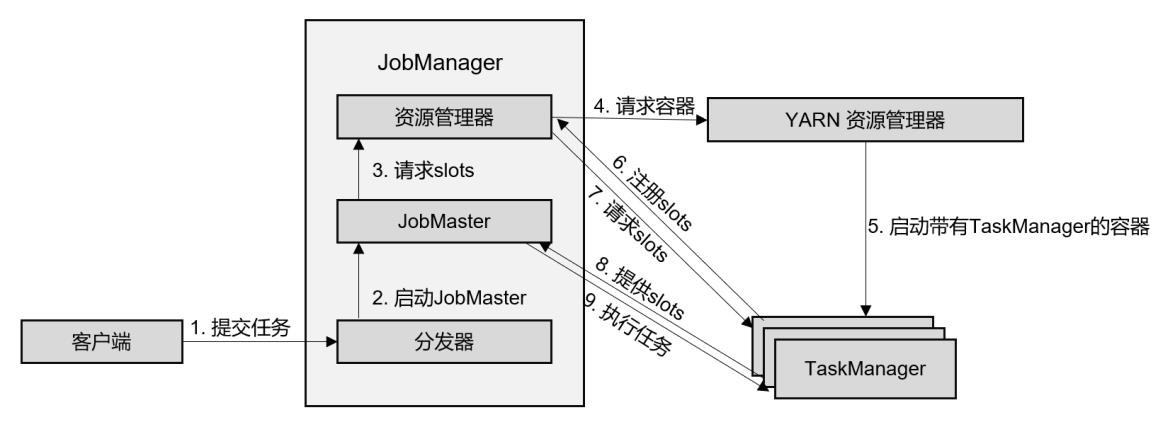 JobManager
资源管理器
4. 请求容器
YARN 资源管理器
3. 请求slots
6. 注册slots
7. 请求slots
JobMaster
5. 启动带有TaskManager的容器
8. 提供slots
2. 启动JobMaster
9. 执行任务
客户端
1. 提交任务
分发器
TaskManager